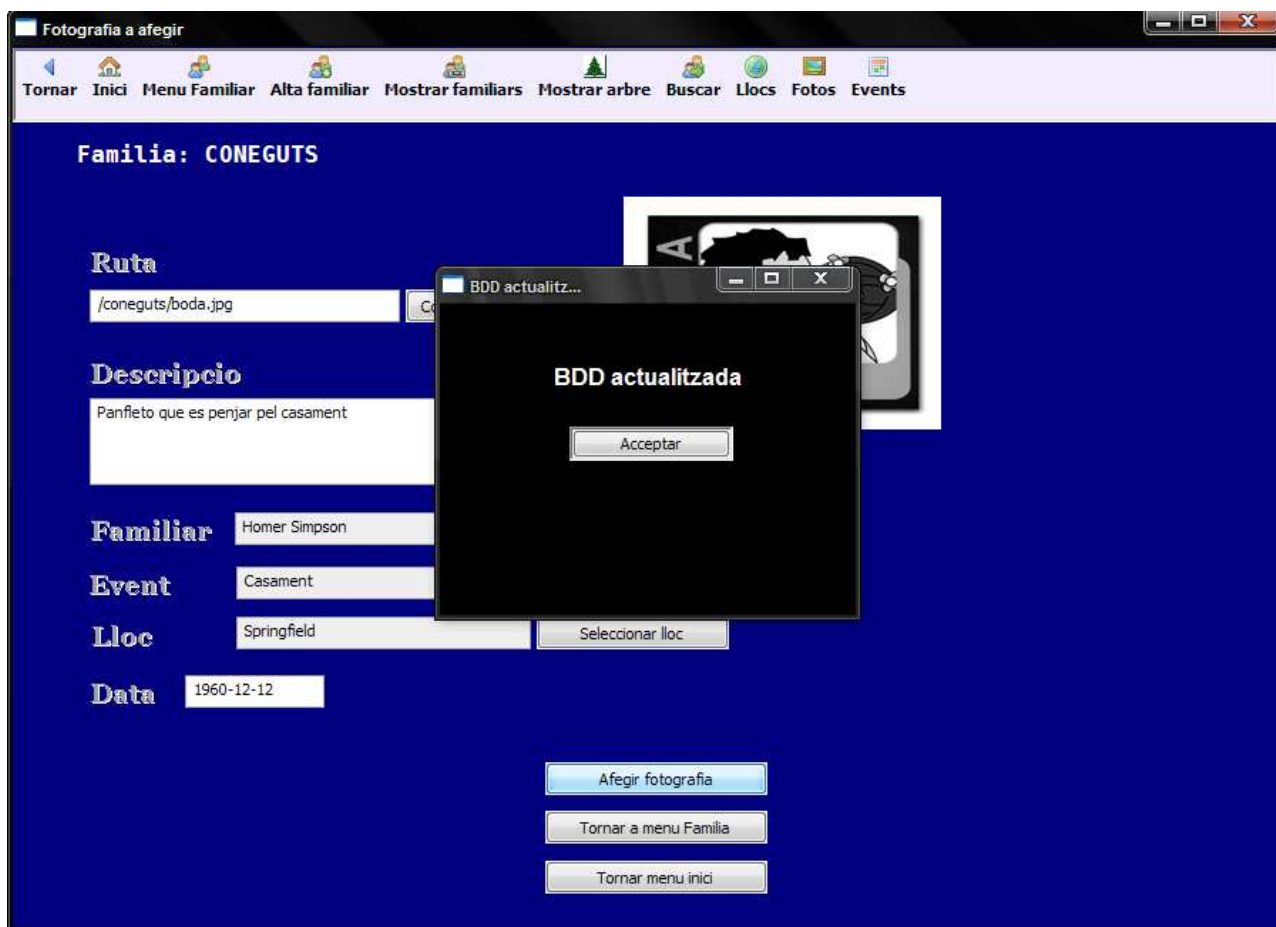 Fotografia a afegir
Tornar Inici Menu Familiar Alta familiar Mostrar familiars Mostrar arbre Buscar Llocs Fotos Events
Familia: CONEGUTS
A
Ruta
/coneguts/boda.jpg
Co
Descripcio
Panfleto que es penjar pel casament
BDD actualitz...
BDD actualitzada
Acceptar
Familiar Homer Simpson
Event Casament
Lloc Springfield Seleccionar lloc
Data 1960-12-12
Afegir fotografia
Tornar a menu Familia
Tornar menu inici